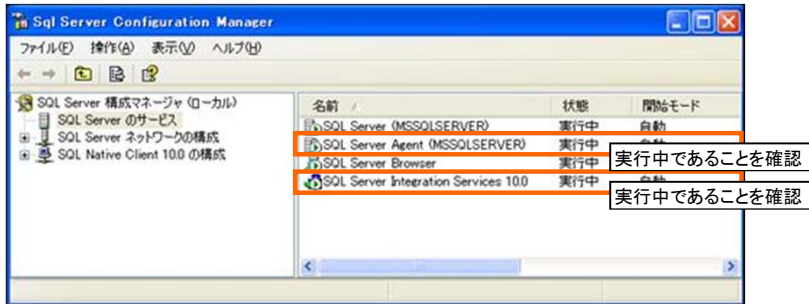 Sql Server Configuration Manager
ファイル(F) 操作(A) 表示(V) ヘルプ(H)
SQL Server 構成マネージャ (ローカル)
SQL Server のサービス
SQL Server ネットワークの構成
SQL Native Client 10.0 の構成
名前 状態 開始モード
SQL Server (MSSQLSERVER) 実行中 自動
SQL Server Agent (MSSQLSERVER) 実行中
実行中であることを確認
SQL Server Browser 実行中
SQL Server Integration Services 10.0 実行中
実行中であることを確認